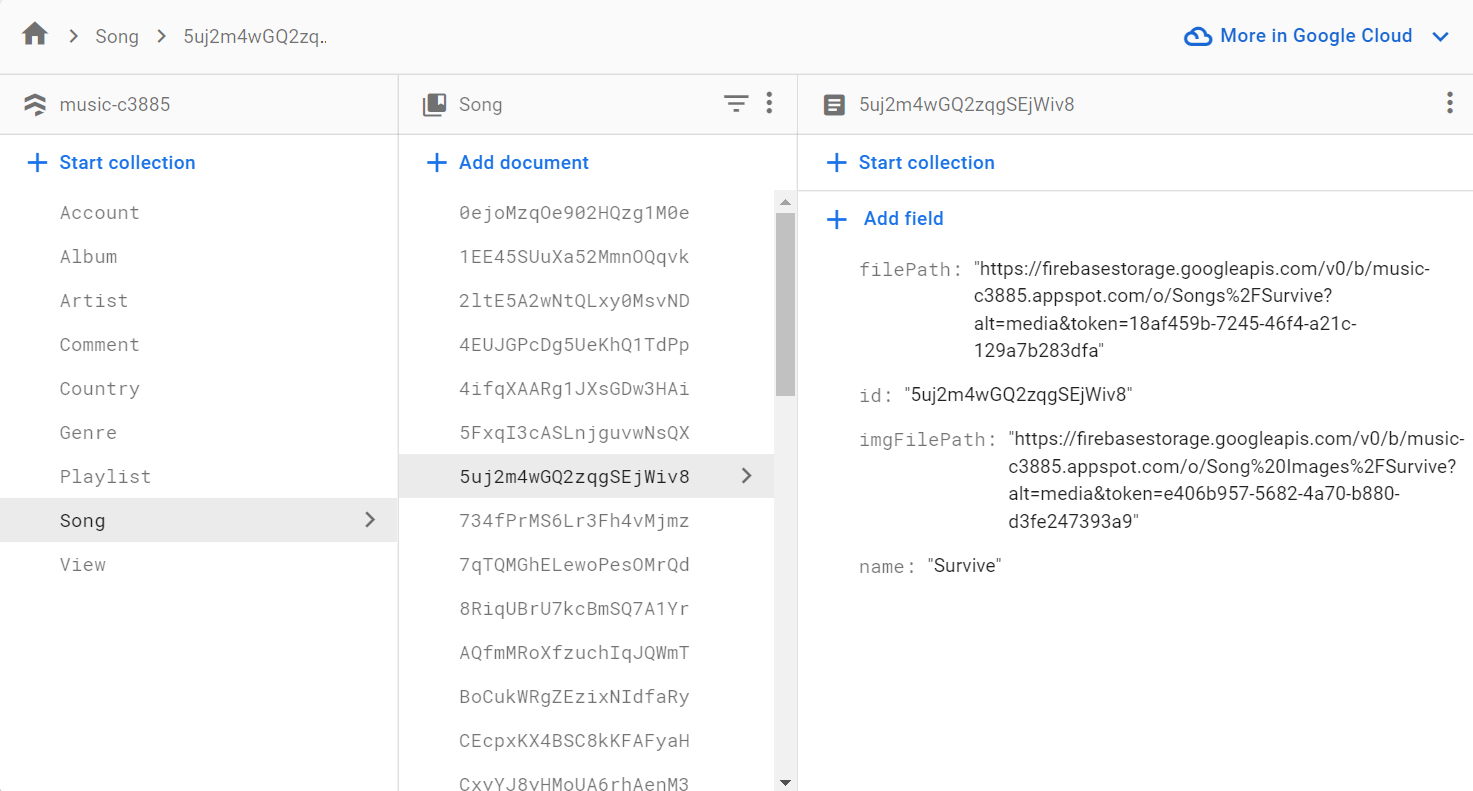 Song
5uj2m4wGQ2zq..
More in Google Cloud
music-c3885
Song
5uj2m4wGQ2zqgSEjWiv8
Start collection
Add document
Start collection
Account
Album
Artist
Comment
Country
Genre
Playlist
Song
View
0ejoMzqOe902HQzg1M0e
1EE45SUuXa52MmnOQqvk
2ltE5A2wNtQLxy0MsvND
4EUJGPcDg5UeKhQ1TdPp
4ifqXAARg1JXsGDw3HAi
5FxqI3cASLnjguvwNsQX
5uj2m4wGQ2zqgSEjWiv8
734fPrMS6Lr3Fh4vMjmz
7qTQMGhELewoPesOMrQd
8RiqUBrU7kcBmSQ7A1Yr
AQfmMRoXfzuchIqJQWmT
BoCukWRgZEzixNIdfaRy
CEcpxKX4BSC8kKFAFyaH
CxvYJ8vHMoUA6rhAenM3
Add field
filePath: "https://firebasestorage.googleapis.com/v0/b/music-
c3885.appspot.com/o/Songs%2FSurvive?
alt=media&token=18af459b-7245-46f4-a21c-
129a7b283dfa"
id: "5uj2m4wGQ2zqgSEjWiv8"
imgFilePath: "https://firebasestorage.googleapis.com/v0/b/music-
c3885.appspot.com/o/Song%20Images%2FSurvive?
alt=media&token=e406b957-5682-4a70-b880-
d3fe247393a9"
name: "Survive"